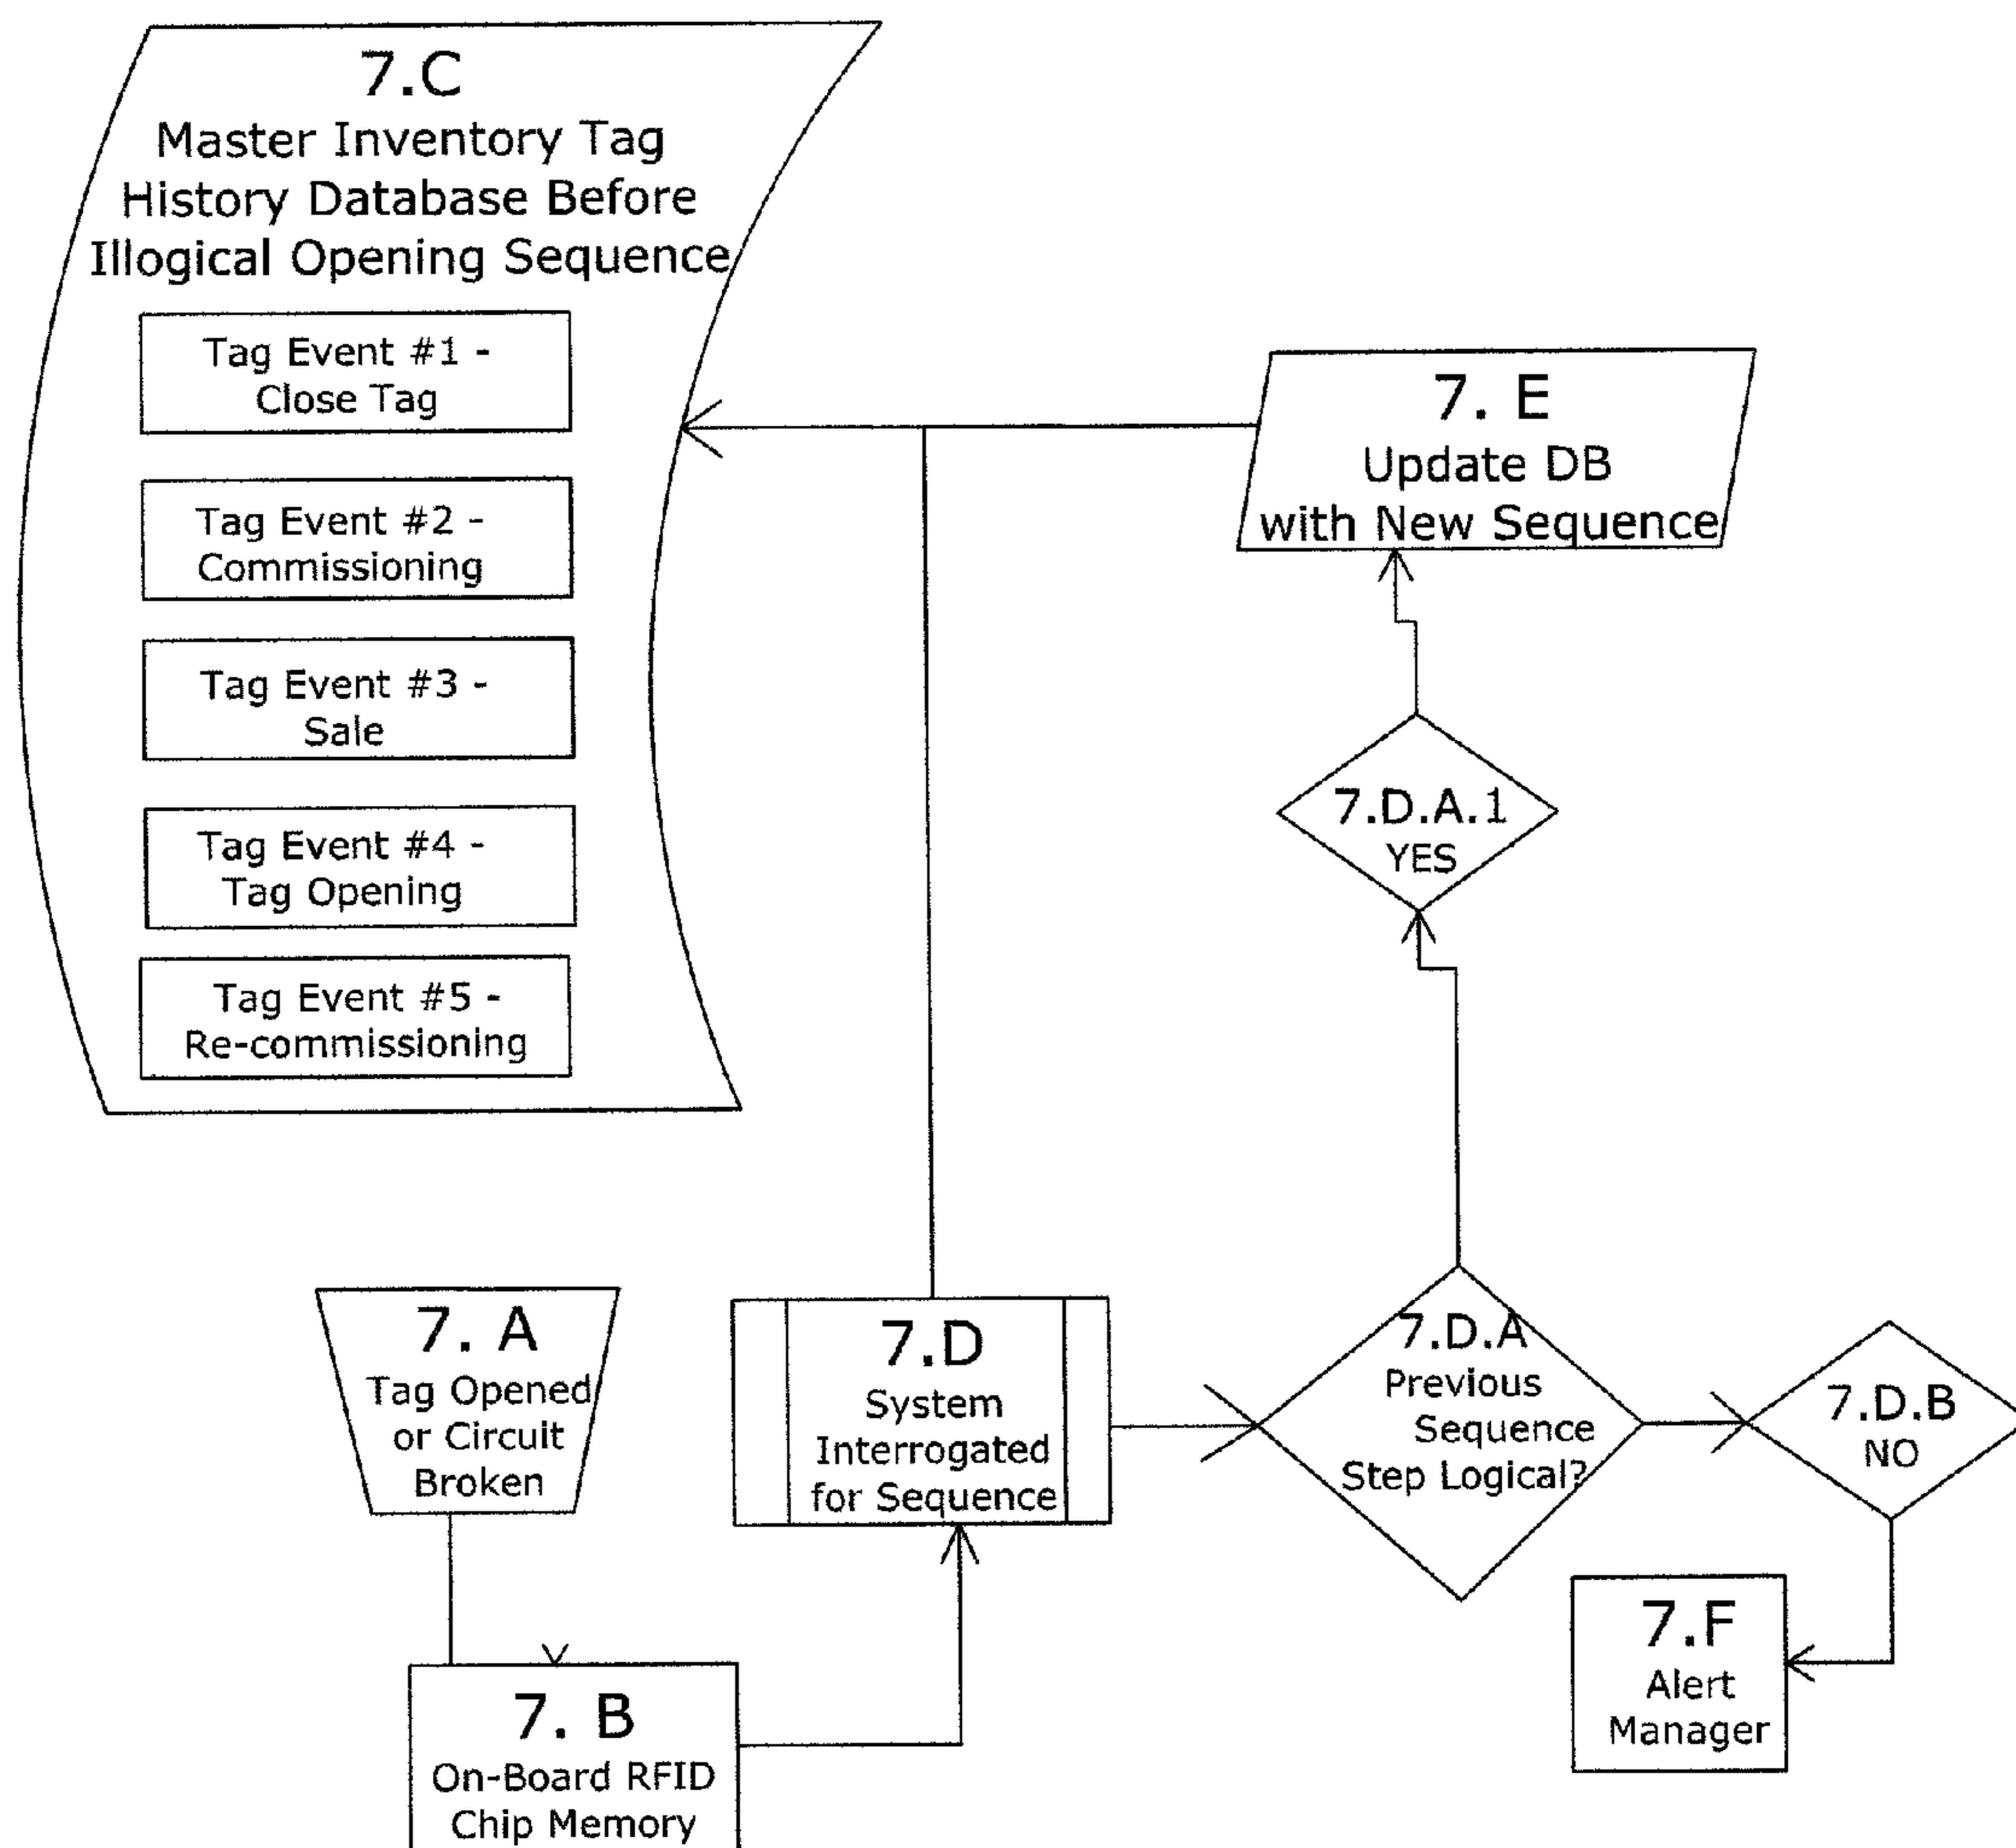 7.C
Master Inventory Tag
History Database Before
Illogical Opening Sequence
Tag Event #1 -
Close Tag
Tag Event #2 -
Commissioning
Tag Event #3 -
Sale
Tag Event #4 -
Tag Opening
Tag Event #5 -
Re-commissioning
7. E
Update DB
with New Sequence
7.D.A.1
YES
7. A
Tag Opened
or Circuit
Broken
7.D
System
Interrogated
for Sequence
7.D.A
Previous
Sequence
Step Logical?
7.D.B
NO
7.F
Alert
Manager
7. B
On-Board RFID
Chip Memory